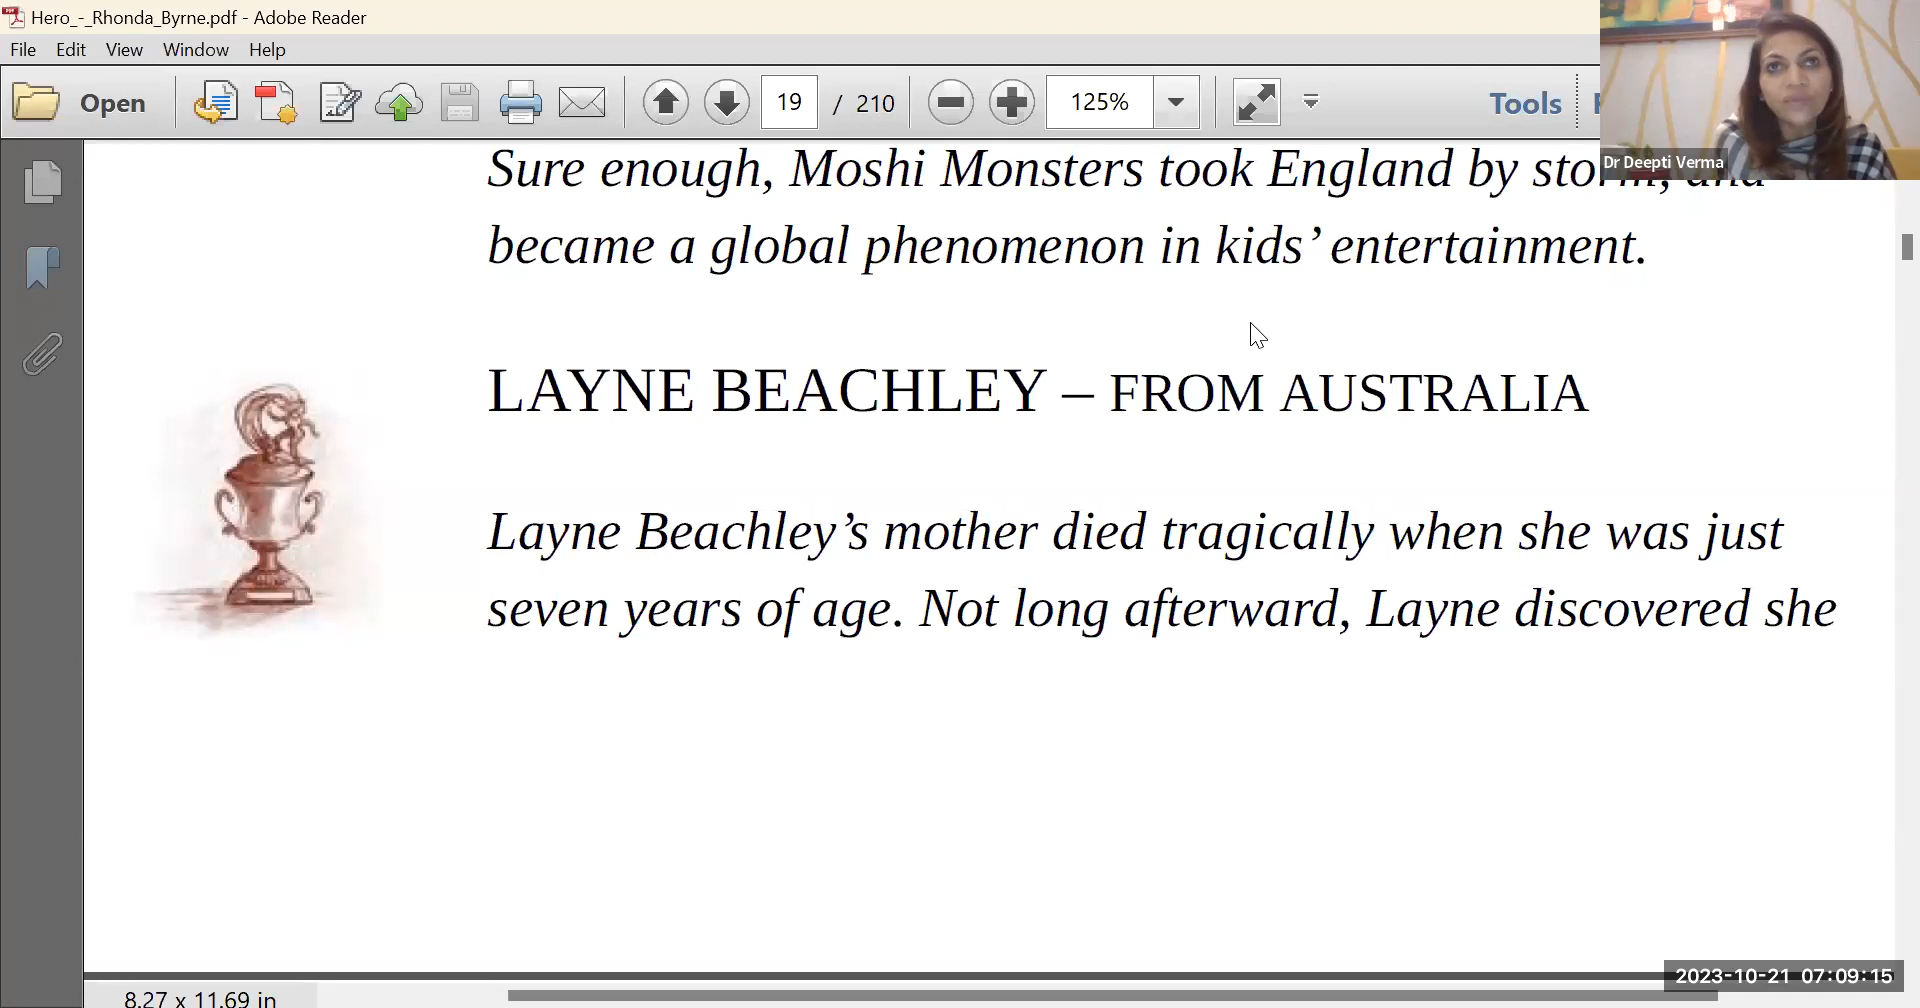 Hero_-_Rhonda_Byrne.pdf - Adobe Reader
File Edit View Window Help
Open 19 / 210 125% Tools
Dr Deepti Verma
Sure enough, Moshi Monsters took England by storm, and
became a global phenomenon in kids’ entertainment.
LAYNE BEACHLEY – FROM AUSTRALIA
Layne Beachley’s mother died tragically when she was just
seven years of age. Not long afterward, Layne discovered she
2023-10-21 07:09:15
8.27 x 11.69 in